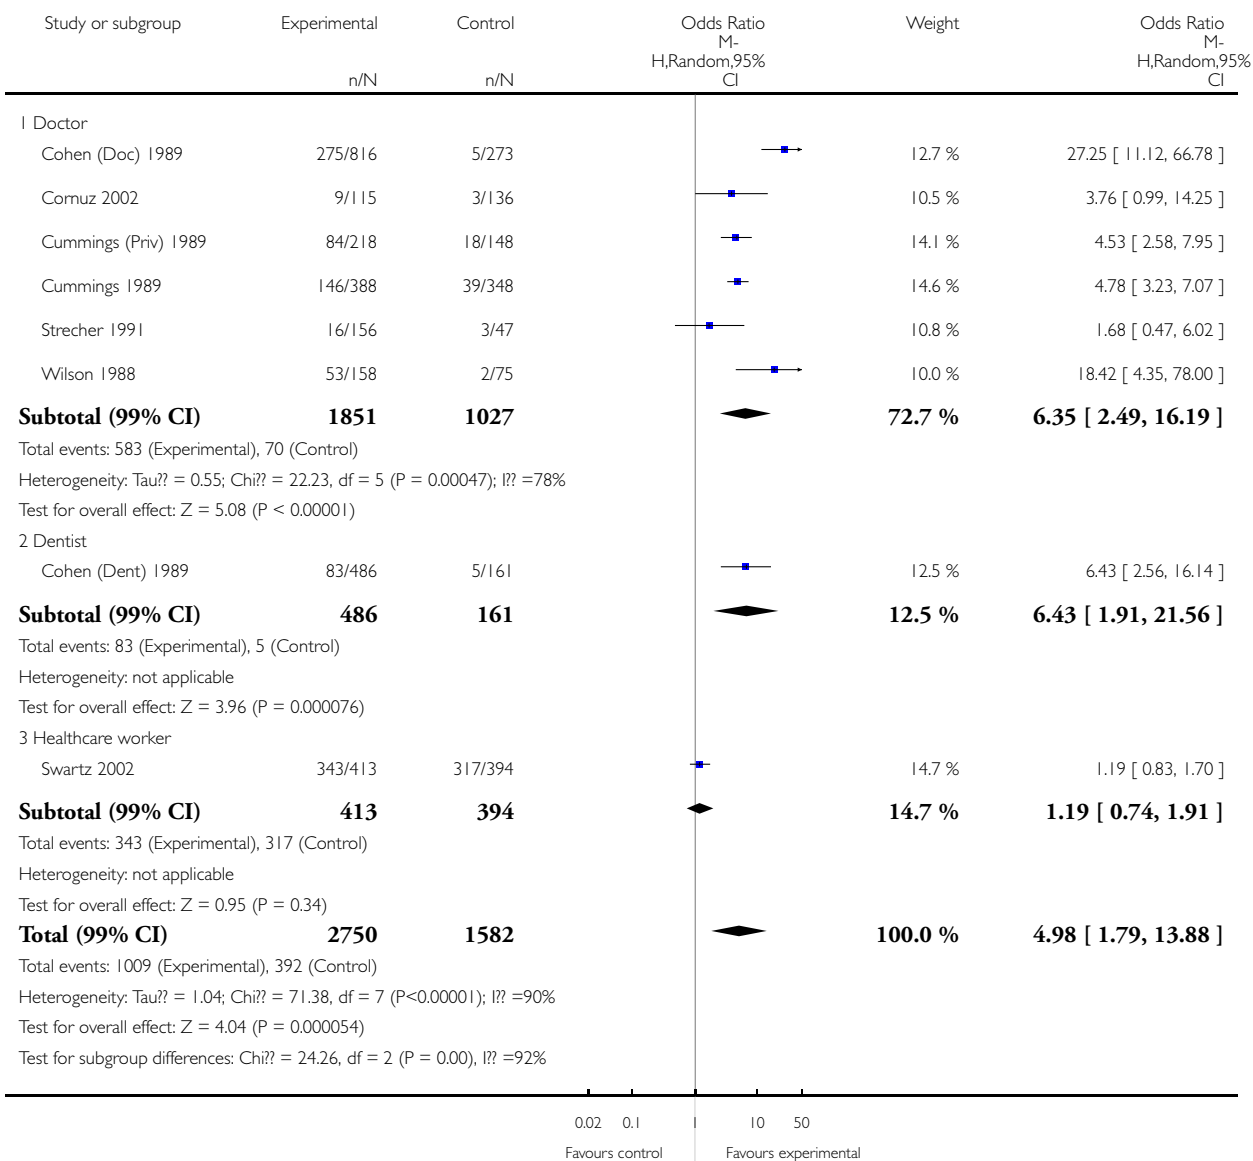 Study or subgroup Experimental Control Odds Ratio Weight Odds Ratio
M- M-
H,Random,95% H,Random,95%
n/N n/N CI CI
1 Doctor
Cohen (Doc) 1989 275/816 5/273 12.7 % 27.25 [ 11.12, 66.78 ]
Cornuz 2002 9/115 3/136 10.5 % 3.76 [ 0.99, 14.25 ]
Cummings (Priv) 1989 84/218 18/148 14.1 % 4.53 [ 2.58, 7.95 ]
Cummings 1989 146/388 39/348 14.6 % 4.78 [ 3.23, 7.07 ]
Strecher 1991 16/156 3/47 10.8 % 1.68 [ 0.47, 6.02 ]
Wilson 1988 53/158 2/75 10.0 % 18.42 [ 4.35, 78.00 ]
Subtotal (99% CI) 1851 1027 72.7 % 6.35 [ 2.49, 16.19 ]
Total events: 583 (Experimental), 70 (Control)
Heterogeneity: Tau?? = 0.55; Chi?? = 22.23, df = 5 (P = 0.00047); I?? =78%
Test for overall effect: Z = 5.08 (P < 0.00001)
2 Dentist
Cohen (Dent) 1989 83/486 5/161 12.5 % 6.43 [ 2.56, 16.14 ]
Subtotal (99% CI) 486 161 12.5 % 6.43 [ 1.91, 21.56 ]
Total events: 83 (Experimental), 5 (Control)
Heterogeneity: not applicable
Test for overall effect: Z = 3.96 (P = 0.000076)
3 Healthcare worker
Swartz 2002 343/413 317/394 14.7 % 1.19 [ 0.83, 1.70 ]
Subtotal (99% CI) 413 394 14.7 % 1.19 [ 0.74, 1.91 ]
Total events: 343 (Experimental), 317 (Control)
Heterogeneity: not applicable
Test for overall effect: Z = 0.95 (P = 0.34)
Total (99% CI) 2750 1582 100.0 % 4.98 [ 1.79, 13.88 ]
Total events: 1009 (Experimental), 392 (Control)
Heterogeneity: Tau?? = 1.04; Chi?? = 71.38, df = 7 (P<0.00001); I?? =90%
Test for overall effect: Z = 4.04 (P = 0.000054)
Test for subgroup differences: Chi?? = 24.26, df = 2 (P = 0.00), I?? =92%
0.02 0.1 1 10 50
Favours control Favours experimental